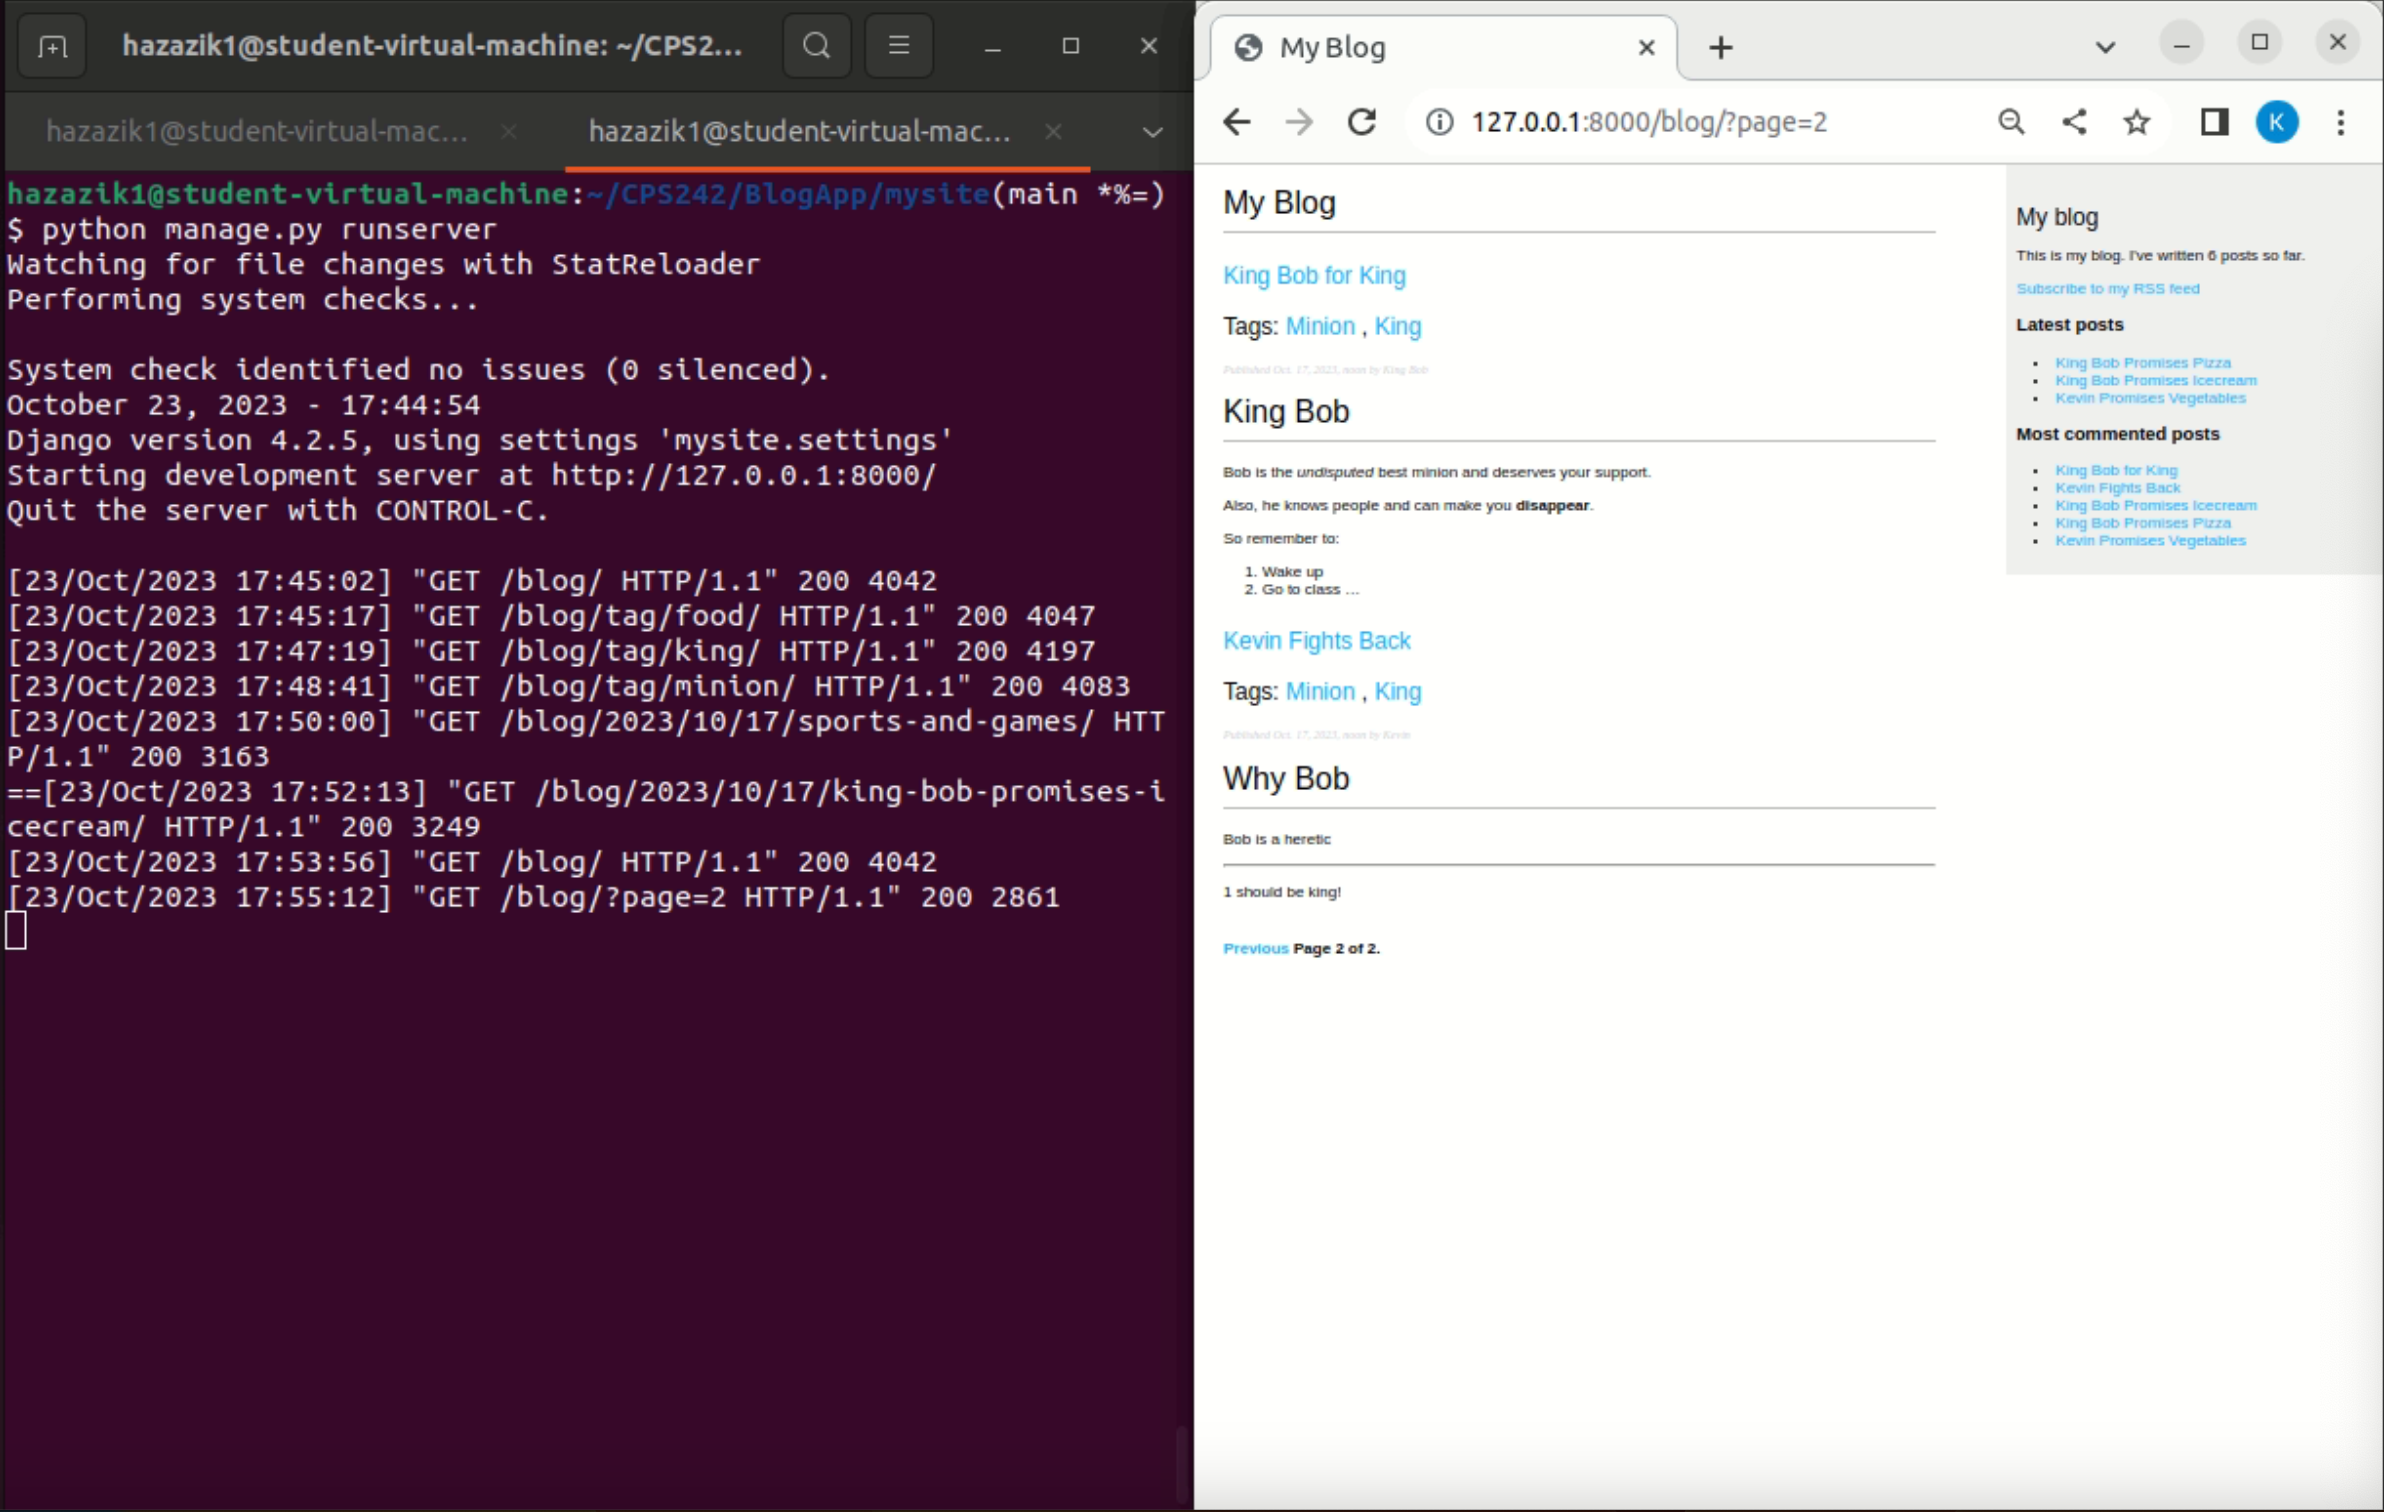 hazazik1@student-virtual-machine: ~/CPS2...
hazazik1@student-virtual-mac...
hazazik1@student-virtual-mac...
hazazik1@student-virtual-machine:~/CPS242/BlogApp/mysite(main *%=)
$ python manage.py runserver
Watching for file changes with StatReloader
Performing system checks...
System check identified no issues (0 silenced).
October 23, 2023 - 17:44:54
Django version 4.2.5, using settings 'mysite.settings'
Starting development server at http://127.0.0.1:8000/
Quit the server with CONTROL-C.
[23/Oct/2023 17:45:02] "GET /blog/ HTTP/1.1" 200 4042
[23/Oct/2023 17:45:17] "GET /blog/tag/food/ HTTP/1.1" 200 4047
[23/Oct/2023 17:47:19] "GET /blog/tag/king/ HTTP/1.1" 200 4197
[23/Oct/2023 17:48:41] "GET /blog/tag/minion/ HTTP/1.1" 200 4083
[23/Oct/2023 17:50:00] "GET /blog/2023/10/17/sports-and-games/ HTT
P/1.1" 200 3163
==[23/Oct/2023 17:52:13] "GET /blog/2023/10/17/king-bob-promises-i
cecream/ HTTP/1.1" 200 3249
[23/Oct/2023 17:53:56] "GET /blog/ HTTP/1.1" 200 4042
[23/Oct/2023 17:55:12] "GET /blog/?page=2 HTTP/1.1" 200 2861
My Blog
127.0.0.1:8000/blog/?page=2
K
My Blog
King Bob for King
Tags: Minion , King
Published Oct. 17, 2023, noon by King Bob
King Bob
Bob is the undisputed best minion and deserves your support.
Also, he knows people and can make you disappear.
So remember to:
1. Wake up
2. Go to class …
Kevin Fights Back
Tags: Minion , King
Published Oct. 17, 2023, noon by Kevin
Why Bob
Bob is a heretic
1 should be king!
Previous Page 2 of 2.
My blog
This is my blog. I've written 6 posts so far.
Subscribe to my RSS feed
Latest posts
King Bob Promises Pizza
King Bob Promises Icecream
Kevin Promises Vegetables
Most commented posts
King Bob for King
Kevin Fights Back
King Bob Promises Icecream
King Bob Promises Pizza
Kevin Promises Vegetables